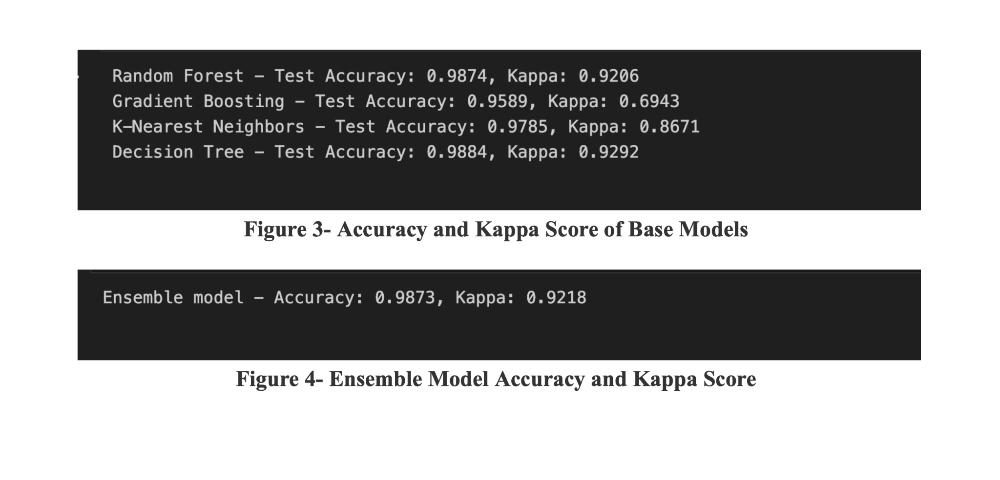 Random Forest – Test Accuracy: 0.9874, Kappa: 0.9206
Gradient Boosting – Test Accuracy: 0.9589, Kappa: 0.6943
K–Nearest Neighbors – Test Accuracy: 0.9785, Kappa: 0.8671
Decision Tree – Test Accuracy: 0.9884, Kappa: 0.9292
Figure 3- Accuracy and Kappa Score of Base Models
Ensemble model – Accuracy: 0.9873, Kappa: 0.9218
Figure 4- Ensemble Model Accuracy and Kappa Score